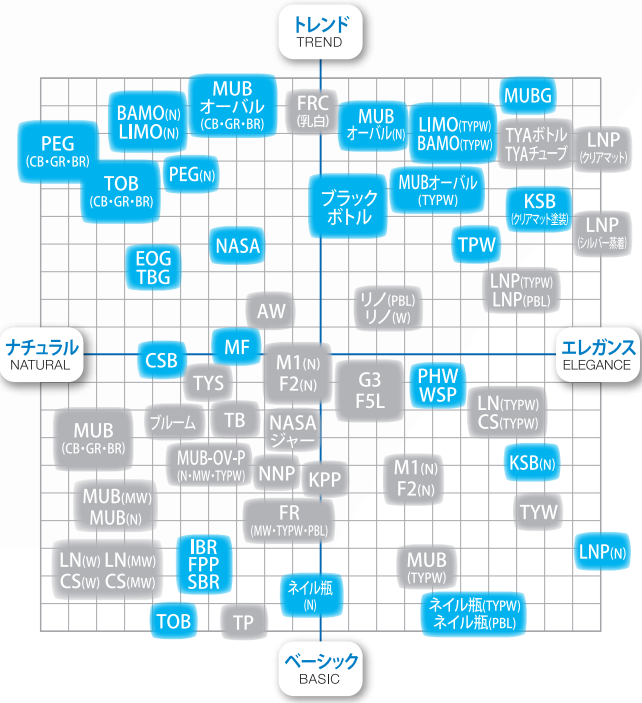 トレンド
TREND
MUB
オーバル
(CB・GR・BR)
FRC
(乳白)
MUBG
BAMO(N)
LIMO(N)
MUB
オーバル(N)
LIMO(TYPW)
BAMO(TYPW)
TYAボトル
TYAチューブ
LNP
(クリアマット)
PEG
(CB・GR・BR)
TOB
(CB・GR・BR)
PEG(N)
ブラック
ボトル
MUBオーバル
(TYPW)
KSB
(クリアマット塗装)
LNP
(シルバー蒸着)
NASA
TPW
EOG
TBG
LNP(TYPW)
LNP(PBL)
AW
リノ(PBL)
リノ(W)
ナチュラル
NATURAL
エレガンス
ELEGANCE
CSB
MF
M1(N)
F2(N)
TYS
G3
F5L
PHW
WSP
LN(TYPW)
CS(TYPW)
MUB
(CB・GR・BR)
ブルーム
TB
NASA
ジャー
MUB-OV-P
(N・MW・TYPW)
NNP
KPP
M1(N)
F2(N)
KSB(N)
MUB(MW)
MUB(N)
FR
(MW・TYPW・PBL)
TYW
LN(W) LN(MW)
CS(W) CS(MW)
IBR
FPP
SBR
MUB
(TYPW)
LNP(N)
ネイル瓶
(N)
TOB
TP
ネイル瓶(TYPW)
ネイル瓶(PBL)
ベーシック
BASIC